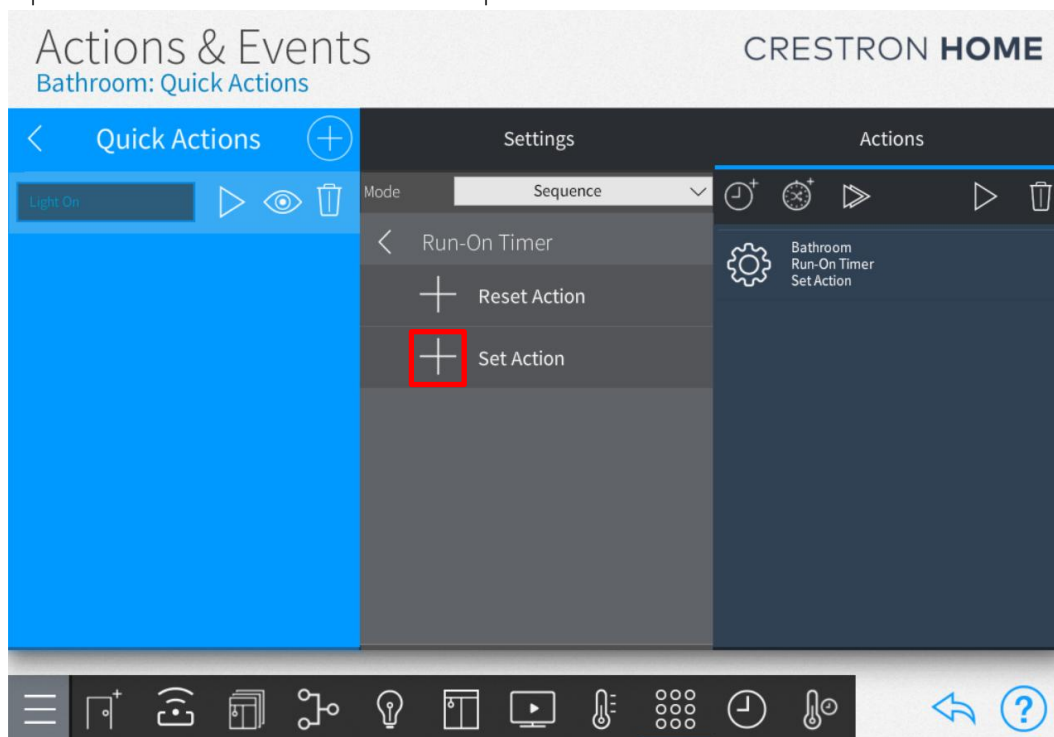 Actions & Events
CRESTRON HOME
Bathroom: Quick Actions
Quick Actions
Settings
Actions
Light On
Mode
Sequence
Run-On Timer
Reset Action
Set Action
Bathroom
Run-On Timer
Set Action
?